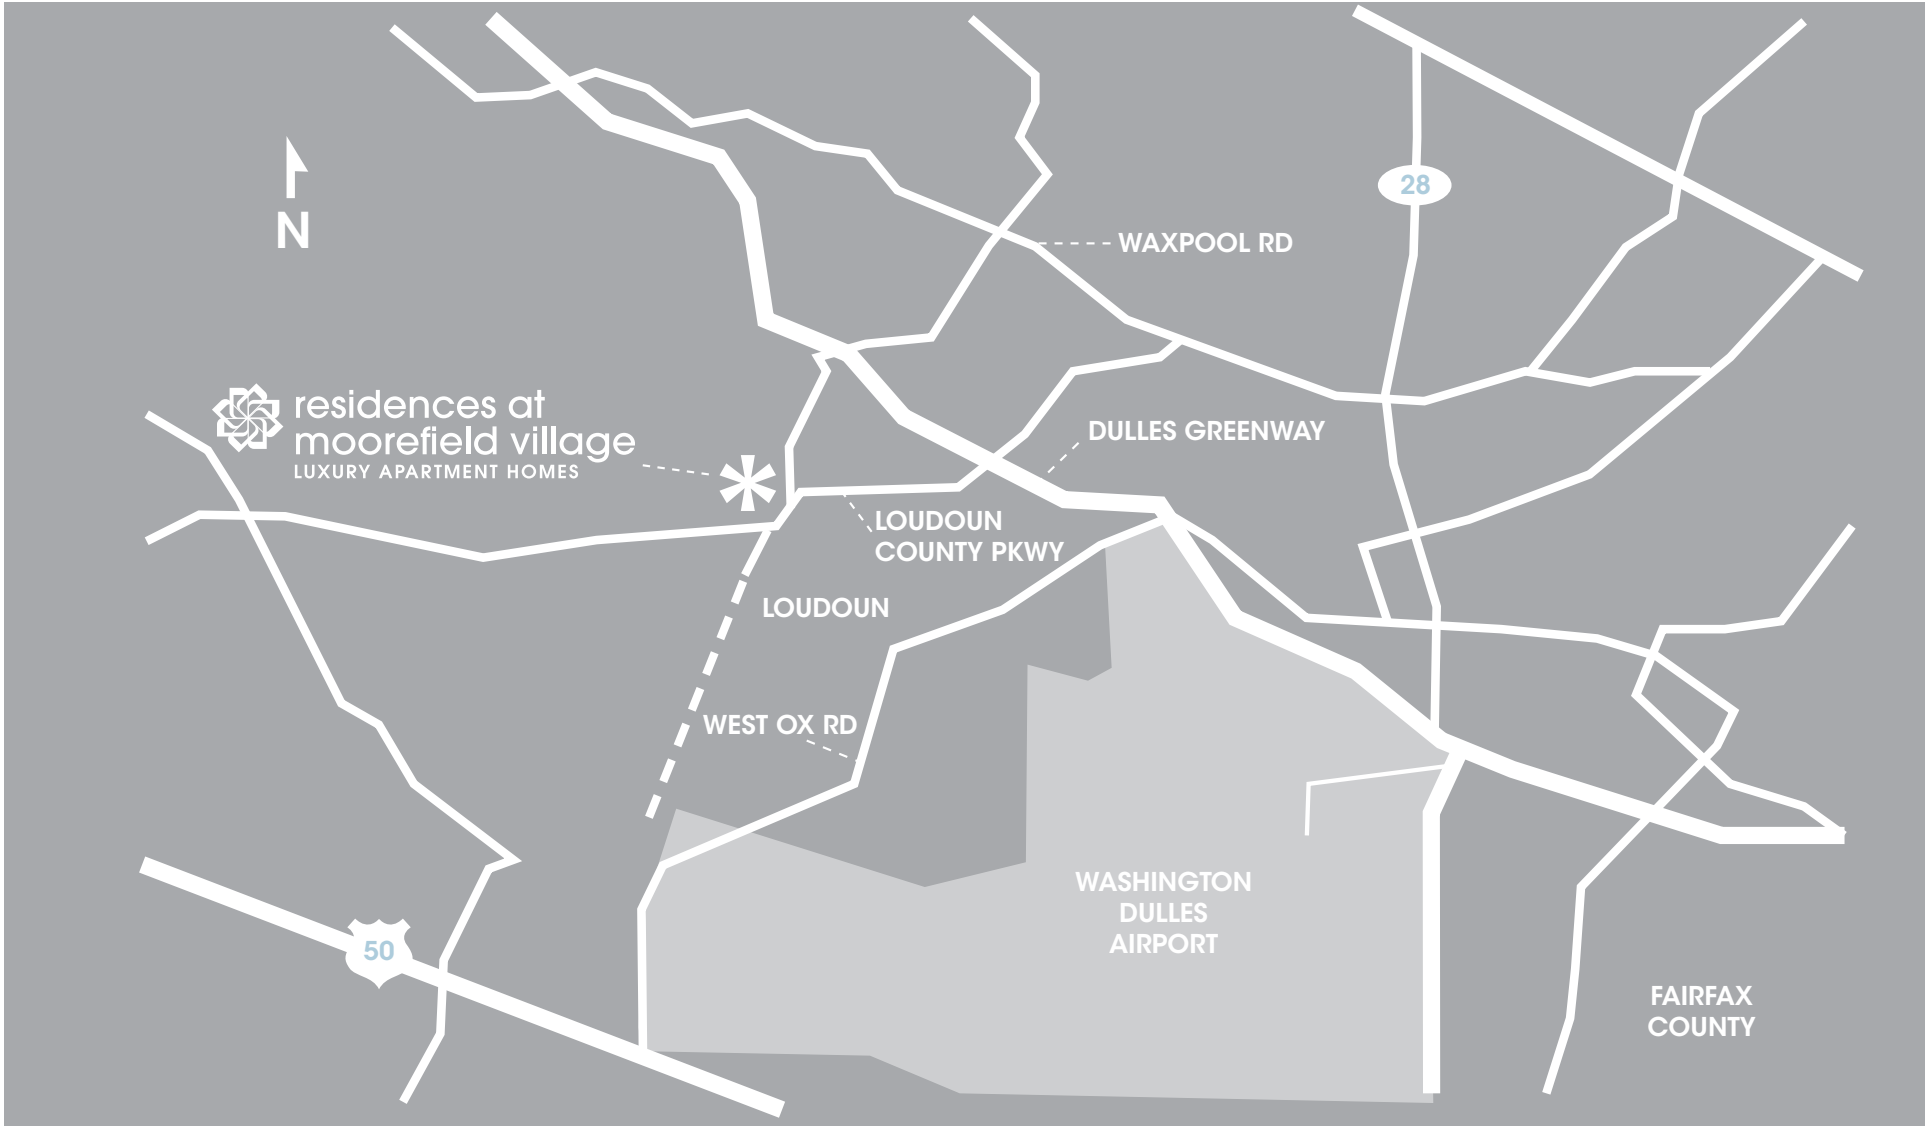 28
WAXPOOL RD
N
residences at
moorefield village
LUXURY APARTMENT HOMES
DULLES GREENWAY
LOUDOUN
COUNTY PKWY
LOUDOUN
WEST OX RD
WASHINGTON
DULLES
AIRPORT
50
FAIRFAX
COUNTY